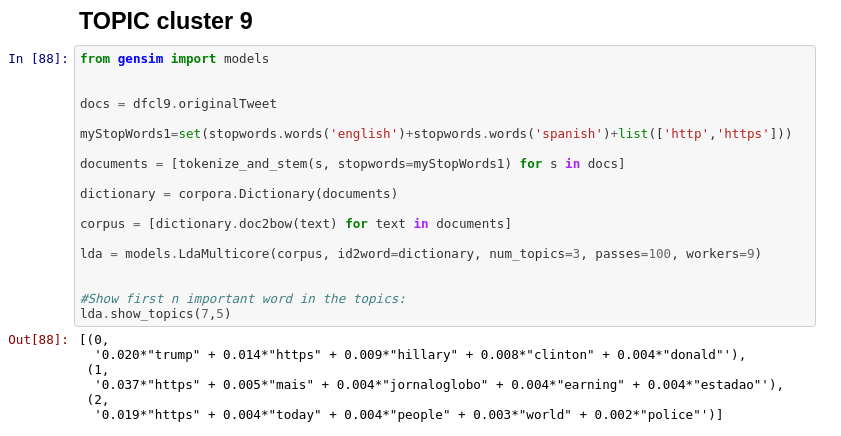 TOPIC cluster 9
In [88]: from gensim import models
docs = dfcl9.originalTweet
myStopWords1=set(stopwords.words('english')+stopwords.words('spanish')+list(['http','https']))
documents = [tokenize_and_stem(s, stopwords=myStopWords1) for s in docs]
dictionary = corpora.Dictionary(documents)
corpus = [dictionary.doc2bow(text) for text in documents]
lda = models.LdaMulticore(corpus, id2word=dictionary, num_topics=3, passes=100, workers=9)
#Show first n important word in the topics:
lda.show_topics(7,5)
Out[88]: [(0,
'0.020*"trump" + 0.014*"https" + 0.009*"hillary" + 0.008*"clinton" + 0.004*"donald"'),
(1,
'0.037*"https" + 0.005*"mais" + 0.004*"jornaloglobo" + 0.004*"earning" + 0.004*"estadao"'),
(2,
'0.019*"https" + 0.004*"today" + 0.004*"people" + 0.003*"world" + 0.002*"police"')]